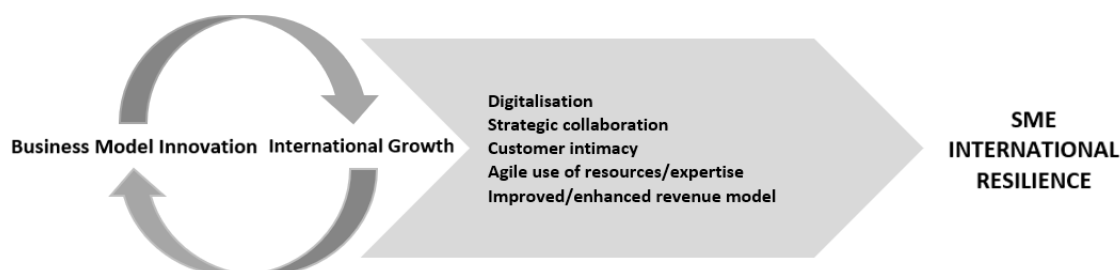 Business Model Innovation
International Growth
Digitalisation
Strategic collaboration
Customer intimacy
Agile use of resources/expertise
Improved/enhanced revenue model
SME
INTERNATIONAL
RESILIENCE